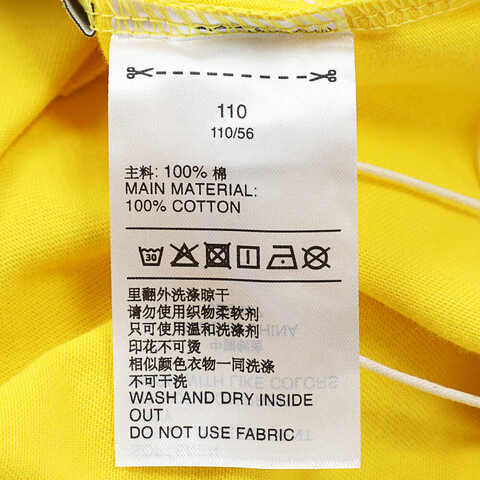 110
110/56
主料: 100% 棉
MAIN MATERIAL:
100% COTTON
30
里翻外洗涤晾干
请勿使用织物柔软剂
只可使用温和洗涤剂
印花不可烫
相似颜色衣物一同洗涤
不可干洗
WASH AND DRY INSIDE
OUT
DO NOT USE FABRIC